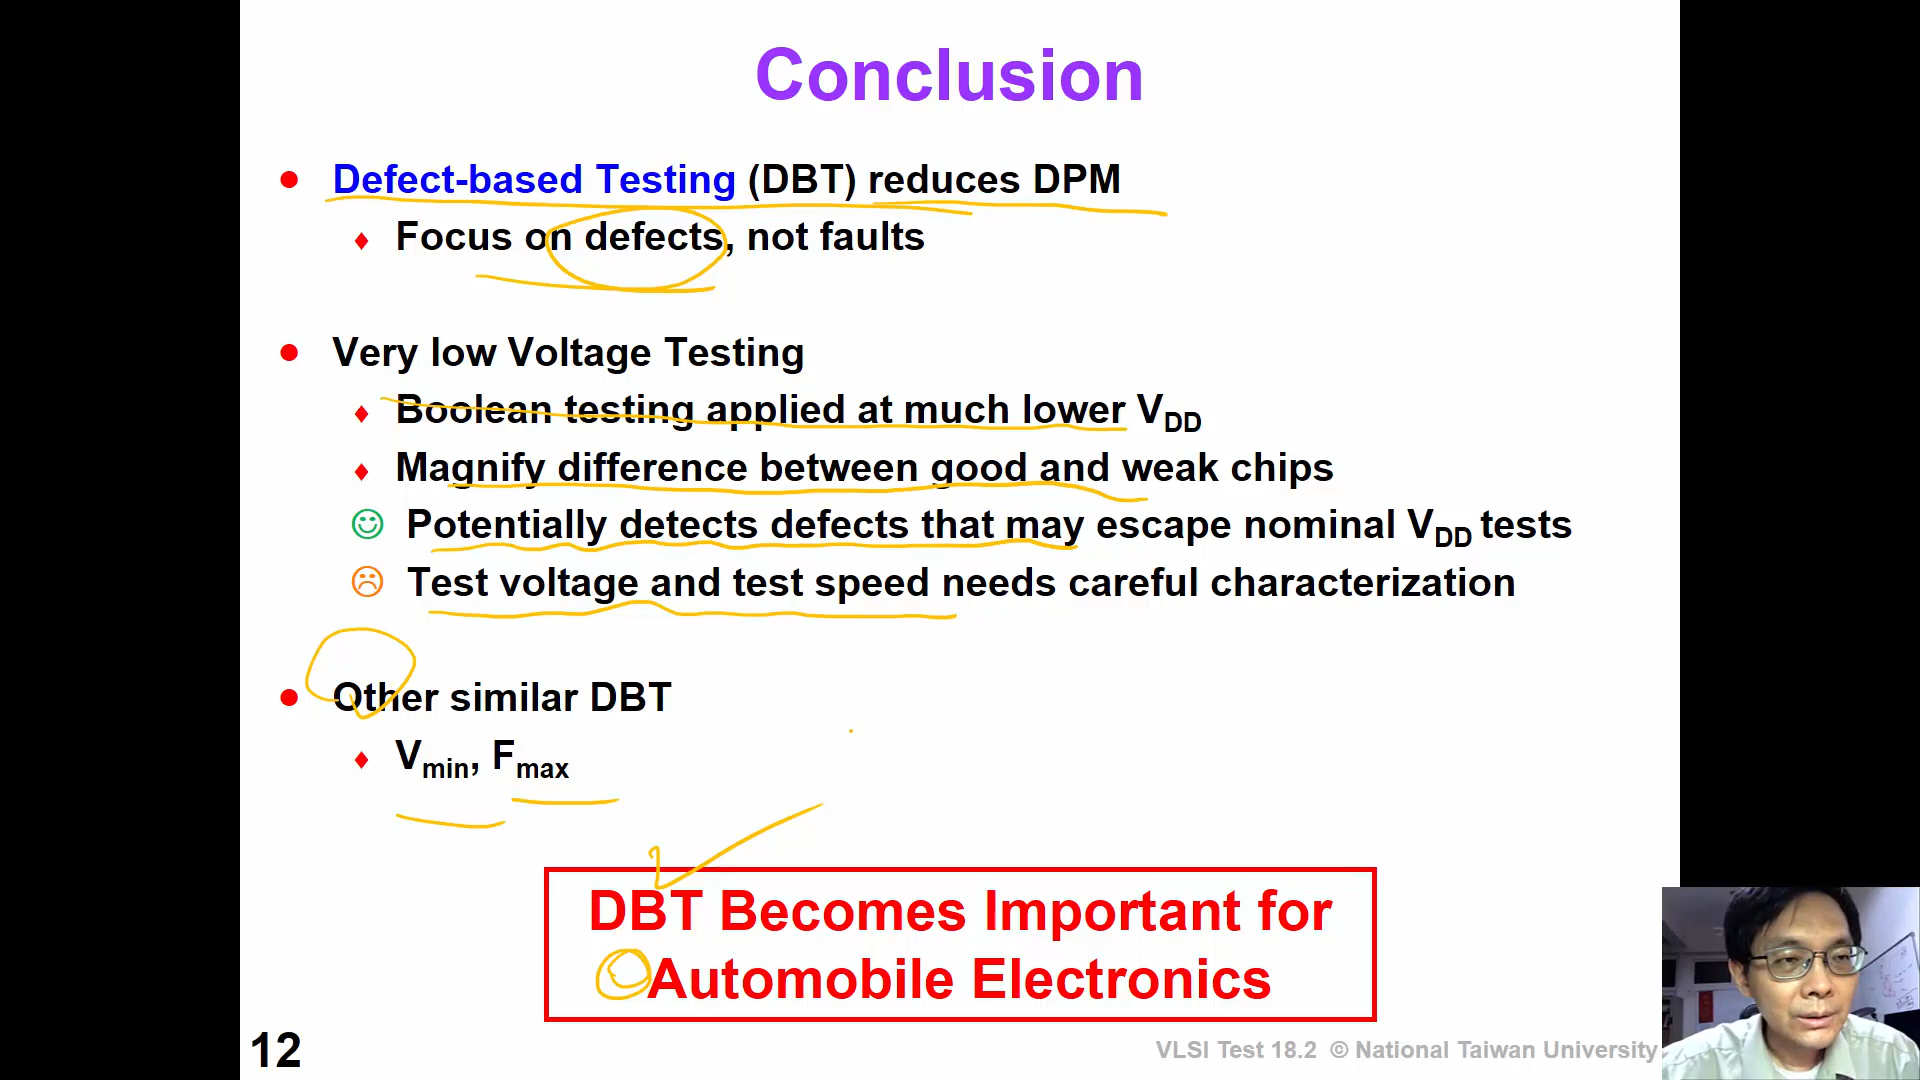 Conclusion
Defect-based Testing (DBT) reduces DPM
Focus on defects, not faults
Very low Voltage Testing
Boolean testing applied at much lower VDD
Magnify difference between good and weak chips
Potentially detects defects that may escape nominal VDD tests
Test voltage and test speed needs careful characterization
Other similar DBT
Vmin, Fmax
DBT Becomes Important for
Automobile Electronics
12
VLSI Test 18.2 © National Taiwan University